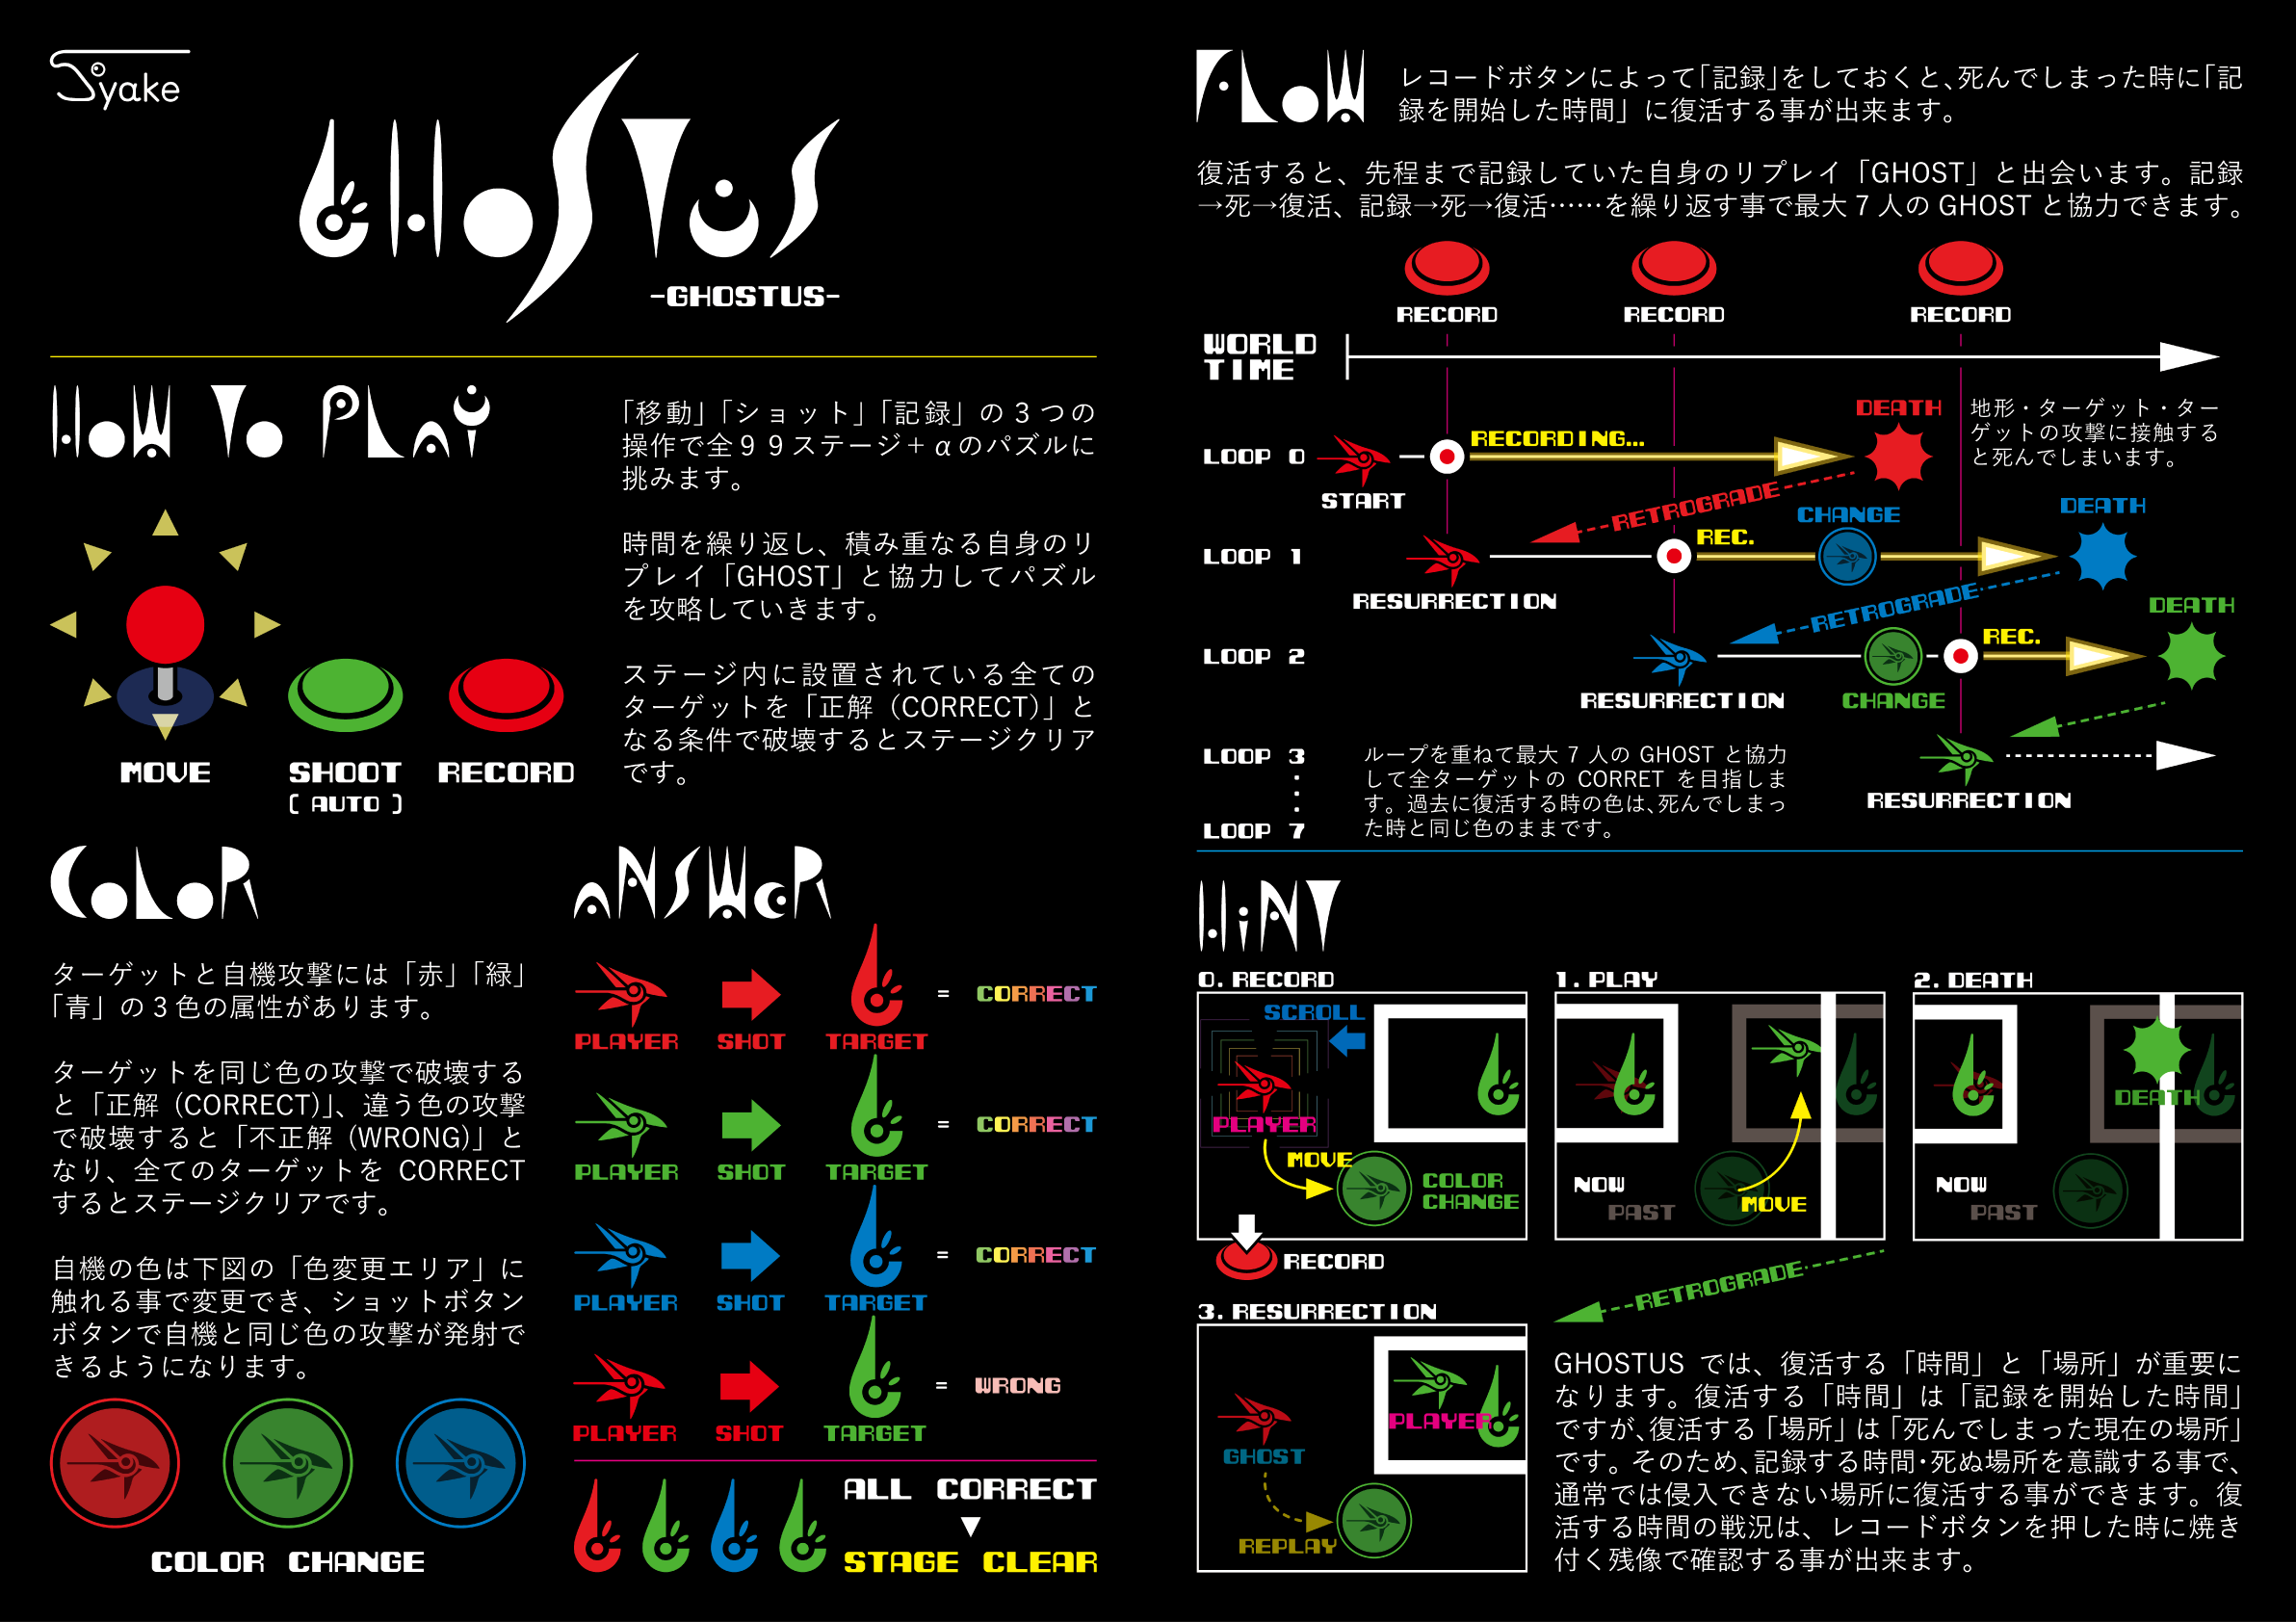 Jyake
GHOSTUS
-GHOSTUS-
HOW TO PLAY
MOVE
SHOOT
( AUTO )
RECORD
「移動」「ショット」「記録」の3つの
操作で全99ステージ＋αのパズルに
挑みます。
時間を繰り返し、積み重なる自身のリ
プレイ「GHOST」と協力してパズル
を攻略していきます。
ステージ内に設置されている全ての
ターゲットを「正解（CORRECT）」と
なる条件で破壊するとステージクリア
です。
COLOR
ターゲットと自機攻撃には「赤」「緑」
「青」の3色の属性があります。
ターゲットを同じ色の攻撃で破壊する
と「正解（CORRECT）」、違う色の攻撃
で破壊すると「不正解（WRONG）」と
なり、全てのターゲットを CORRECT
するとステージクリアです。
自機の色は下図の「色変更エリア」に
触れる事で変更でき、ショットボタン
ボタンで自機と同じ色の攻撃が発射で
きるようになります。
COLOR CHANGE
ANSWER
= CORRECT
PLAYER SHOT TARGET
= CORRECT
PLAYER SHOT TARGET
= CORRECT
PLAYER SHOT TARGET
= WRONG
PLAYER SHOT TARGET
ALL CORRECT
▼
STAGE CLEAR
FLOW
レコードボタンによって「記録」をしておくと、死んでしまった時に「記
録を開始した時間」に復活する事が出来ます。
復活すると、先程まで記録していた自身のリプレイ「GHOST」と出会います。記録
→死→復活、記録→死→復活……を繰り返す事で最大7人の GHOST と協力できます。
RECORD RECORD RECORD
WORLD
TIME
LOOP 0
START
RECORDING...
DEATH
地形・ターゲット・ター
ゲットの攻撃に接触する
と死んでしまいます。
RETROGRADE
LOOP 1
RESURRECTION
REC.
CHANGE
DEATH
RETROGRADE
LOOP 2
RESURRECTION
CHANGE
REC.
DEATH
LOOP 3
・
・
・
LOOP 7
ループを重ねて最大 7 人の GHOST と協力
して全ターゲットの CORRET を目指しま
す。過去に復活する時の色は、死んでしまっ
た時と同じ色のままです。
RESURRECTION
HINT
0. RECORD
SCROLL
PLAYER
MOVE
COLOR
CHANGE
RECORD
1. PLAY
NOW
PAST
MOVE
2. DEATH
DEATH
NOW
PAST
RETROGRADE
3. RESURRECTION
PLAYER
GHOST
REPLAY
GHOSTUS では、復活する「時間」と「場所」が重要に
なります。復活する「時間」は「記録を開始した時間」
ですが、復活する「場所」は「死んでしまった現在の場所」
です。そのため、記録する時間・死ぬ場所を意識する事で、
通常では侵入できない場所に復活する事ができます。復
活する時間の戦況は、レコードボタンを押した時に焼き
付く残像で確認する事が出来ます。